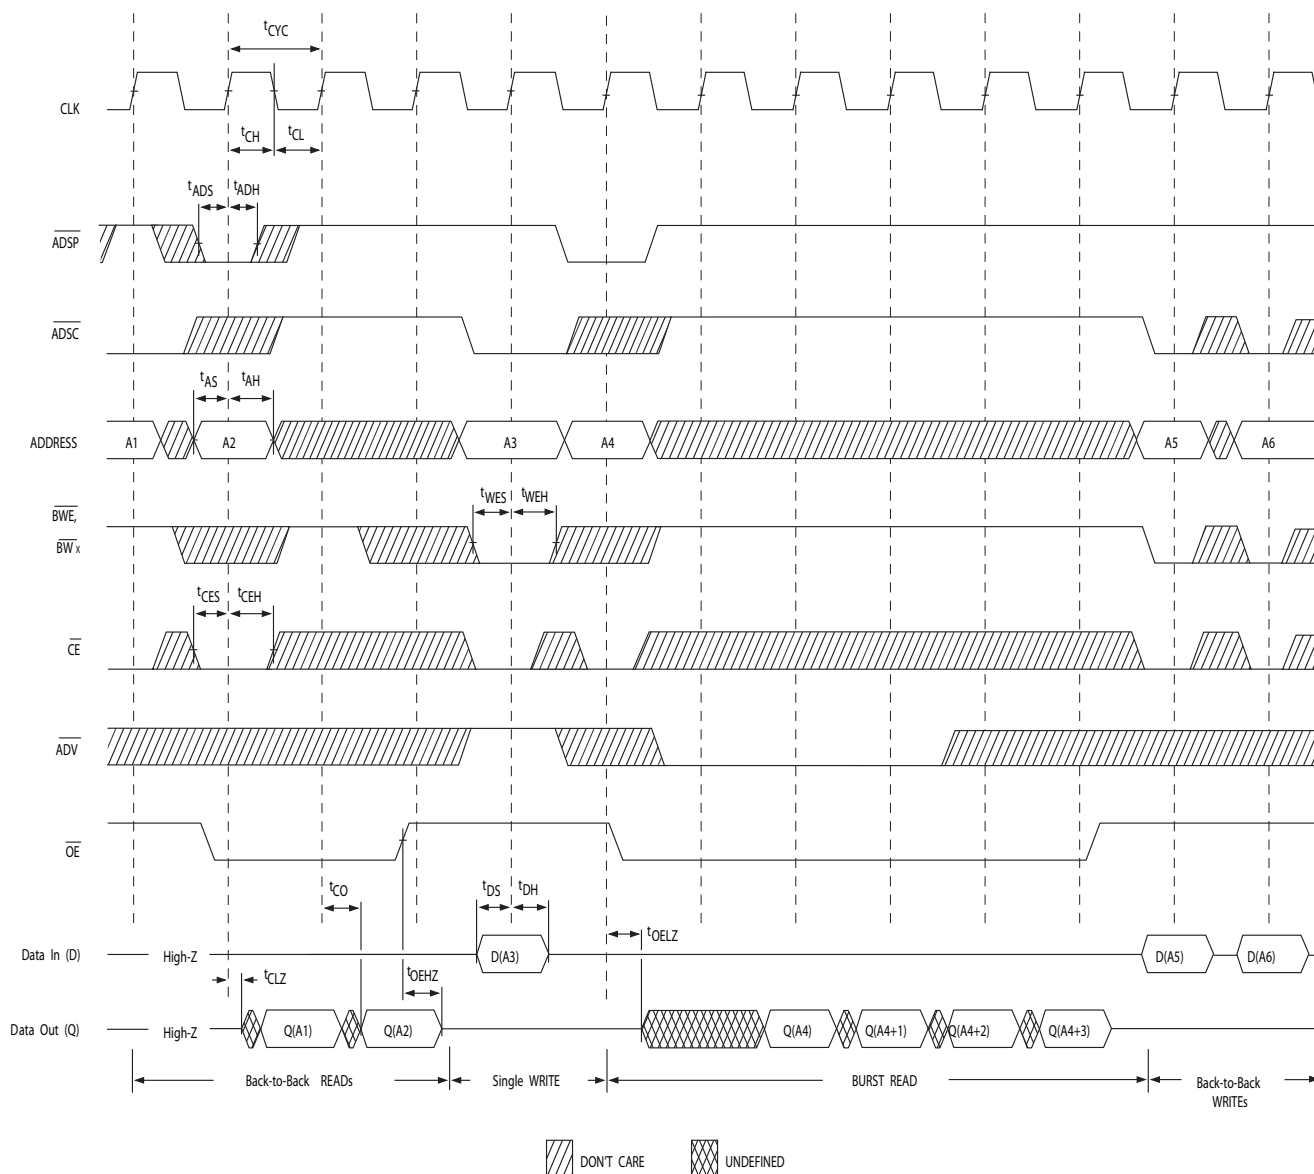 tCYC
CLK
tCH tCL
tADS tADH
ADSP
ADSC
tAS tAH
ADDRESS A1 A2 A3 A4 A5 A6
tWES tWEH
BWE,
BW x
tCES tCEH
CE
ADV
OE
tCO tDS tDH
tOELZ
Data In (D) High-Z D(A3) D(A5) D(A6)
tCLZ tOEHZ
Data Out (Q) High-Z Q(A1) Q(A2) Q(A4) Q(A4+1) Q(A4+2) Q(A4+3)
Back-to-Back READs Single WRITE BURST READ Back-to-Back
WRITEs
DON'T CARE UNDEFINED